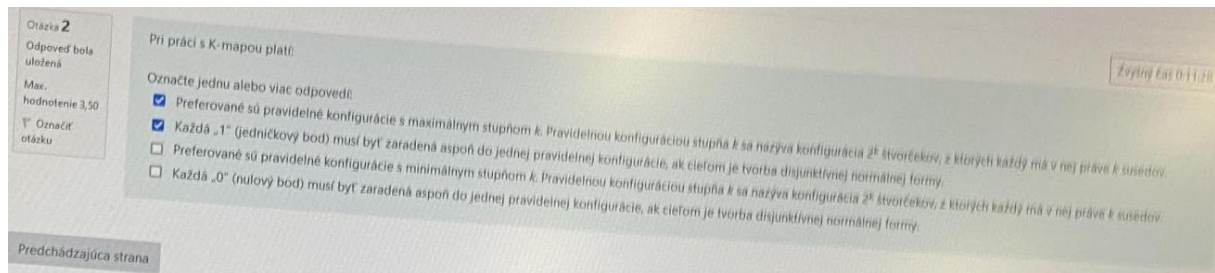 Otázka 2
Odpoveď bola
uložená
Max.
hodnotenie 3,50
Označiť
otázku
Pri práci s K-mapou platí:
Označte jednu alebo viac odpovedí:
Preferované sú pravidelné konfigurácie s maximálnym stupňom k. Pravidelnou konfiguráciou stupňa k sa nazýva konfigurácia 2ᵏ štvorčekov, z ktorých každý má v nej práve k susedov.
Každá „1" (jedničkový bod) musí byť zaradená aspoň do jednej pravidelnej konfigurácie, ak cieľom je tvorba disjunktívnej normálnej formy.
Preferované sú pravidelné konfigurácie s minimálnym stupňom k. Pravidelnou konfiguráciou stupňa k sa nazýva konfigurácia 2ᵏ štvorčekov, z ktorých každý má v nej práve k susedov.
Každá „0" (nulový bod) musí byť zaradená aspoň do jednej pravidelnej konfigurácie, ak cieľom je tvorba disjunktívnej normálnej formy.
Zvyšný čas 0:11:28
Predchádzajúca strana